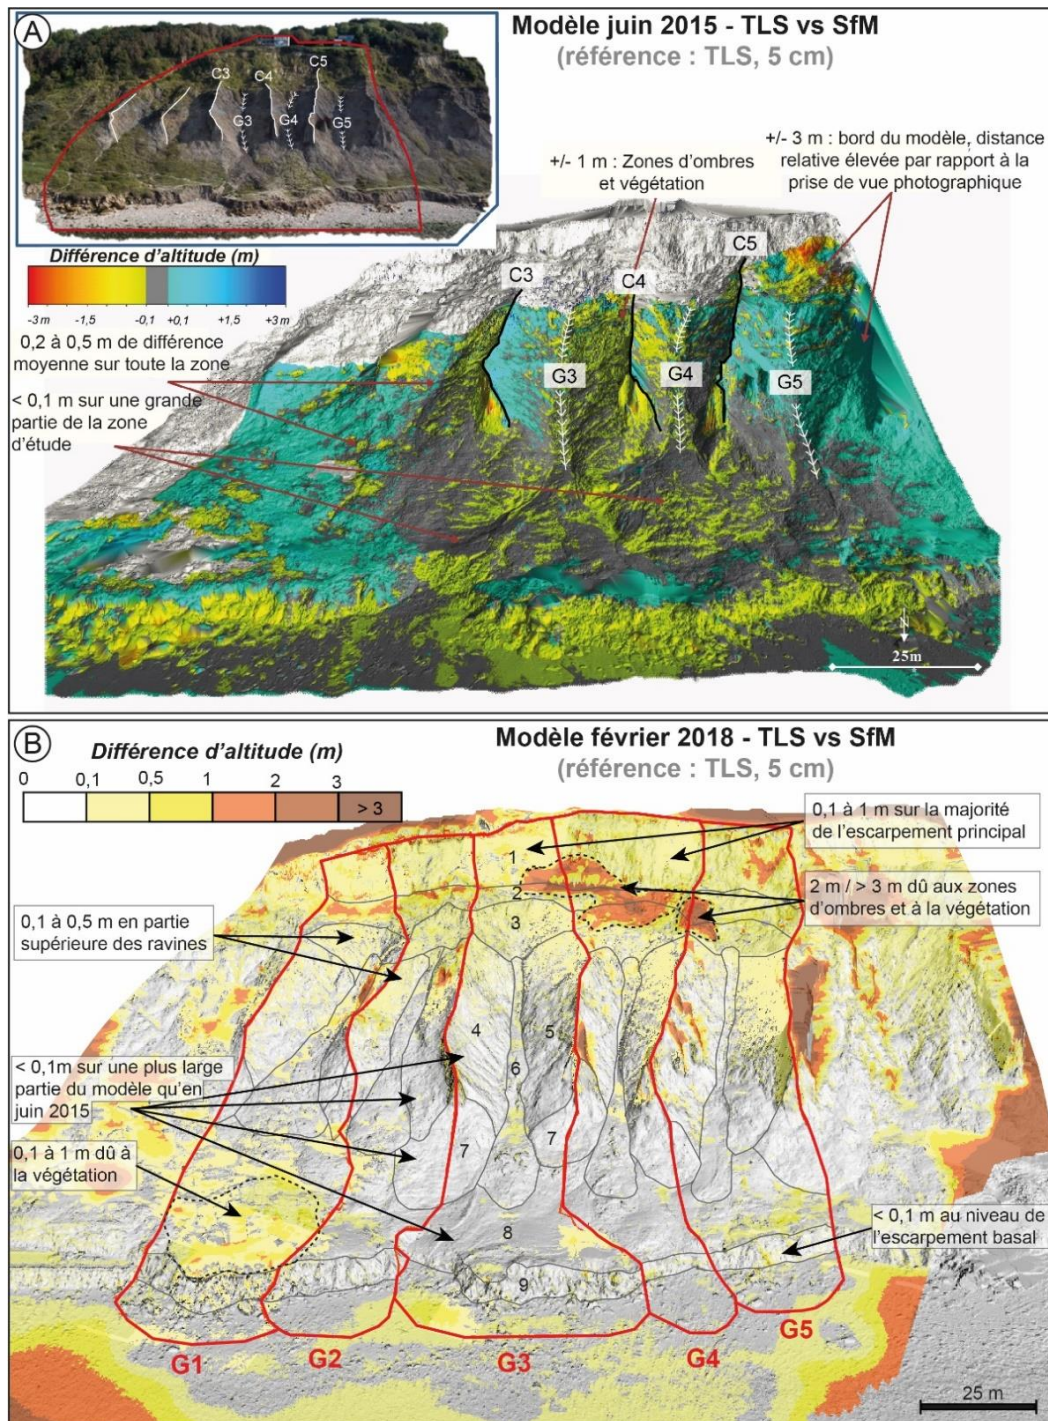 A
Modèle juin 2015 - TLS vs SfM
(référence : TLS, 5 cm)
C3
C4
C5
G3
G4
G5
+/- 3 m : bord du modèle, distance
relative élevée par rapport à la
prise de vue photographique
+/- 1 m : Zones d'ombres
et végétation
Différence d'altitude (m)
-3 m -1,5 -0,1 +0,1 +1,5 +3 m
0,2 à 0,5 m de différence
moyenne sur toute la zone
< 0,1 m sur une grande
partie de la zone
d'étude
C3
C4
C5
G3
G4
G5
N
25m
B
Différence d'altitude (m)
0 0,1 0,5 1 2 3
> 3
Modèle février 2018 - TLS vs SfM
(référence : TLS, 5 cm)
0,1 à 1 m sur la majorité
de l'escarpement principal
2 m / > 3 m dû aux zones
d'ombres et à la végétation
0,1 à 0,5 m en partie
supérieure des ravines
< 0,1m sur une plus large
partie du modèle qu'en
juin 2015
0,1 à 1 m dû à
la végétation
< 0,1 m au niveau de
l'escarpement basal
1
2
3
4
5
6
7
7
8
9
G1
G2
G3
G4
G5
25 m